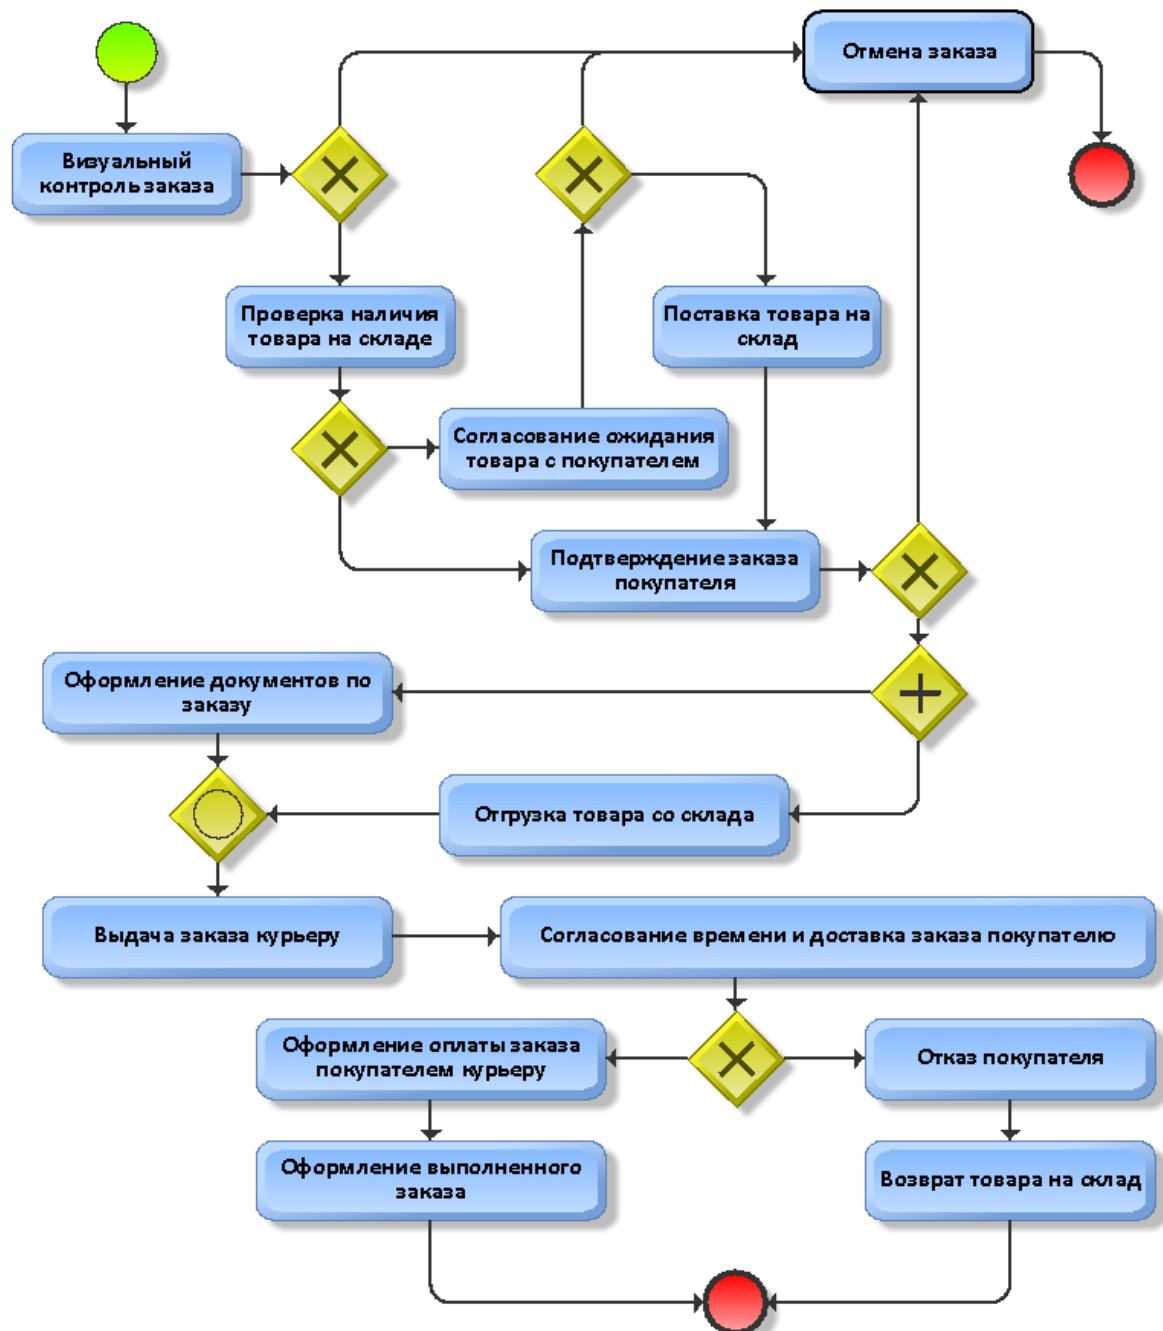 Отмена заказа
Визуальный
контроль заказа
Проверка наличия
товара на складе
Поставка товара на
склад
Согласование ожидания
товара с покупателем
Подтверждение заказа
покупателя
Оформление документов по
заказу
Отгрузка товара со склада
Выдача заказа курьеру
Согласование времени и доставка заказа покупателю
Оформление оплаты заказа
покупателем курьеру
Отказ покупателя
Оформление выполненного
заказа
Возврат товара на склад